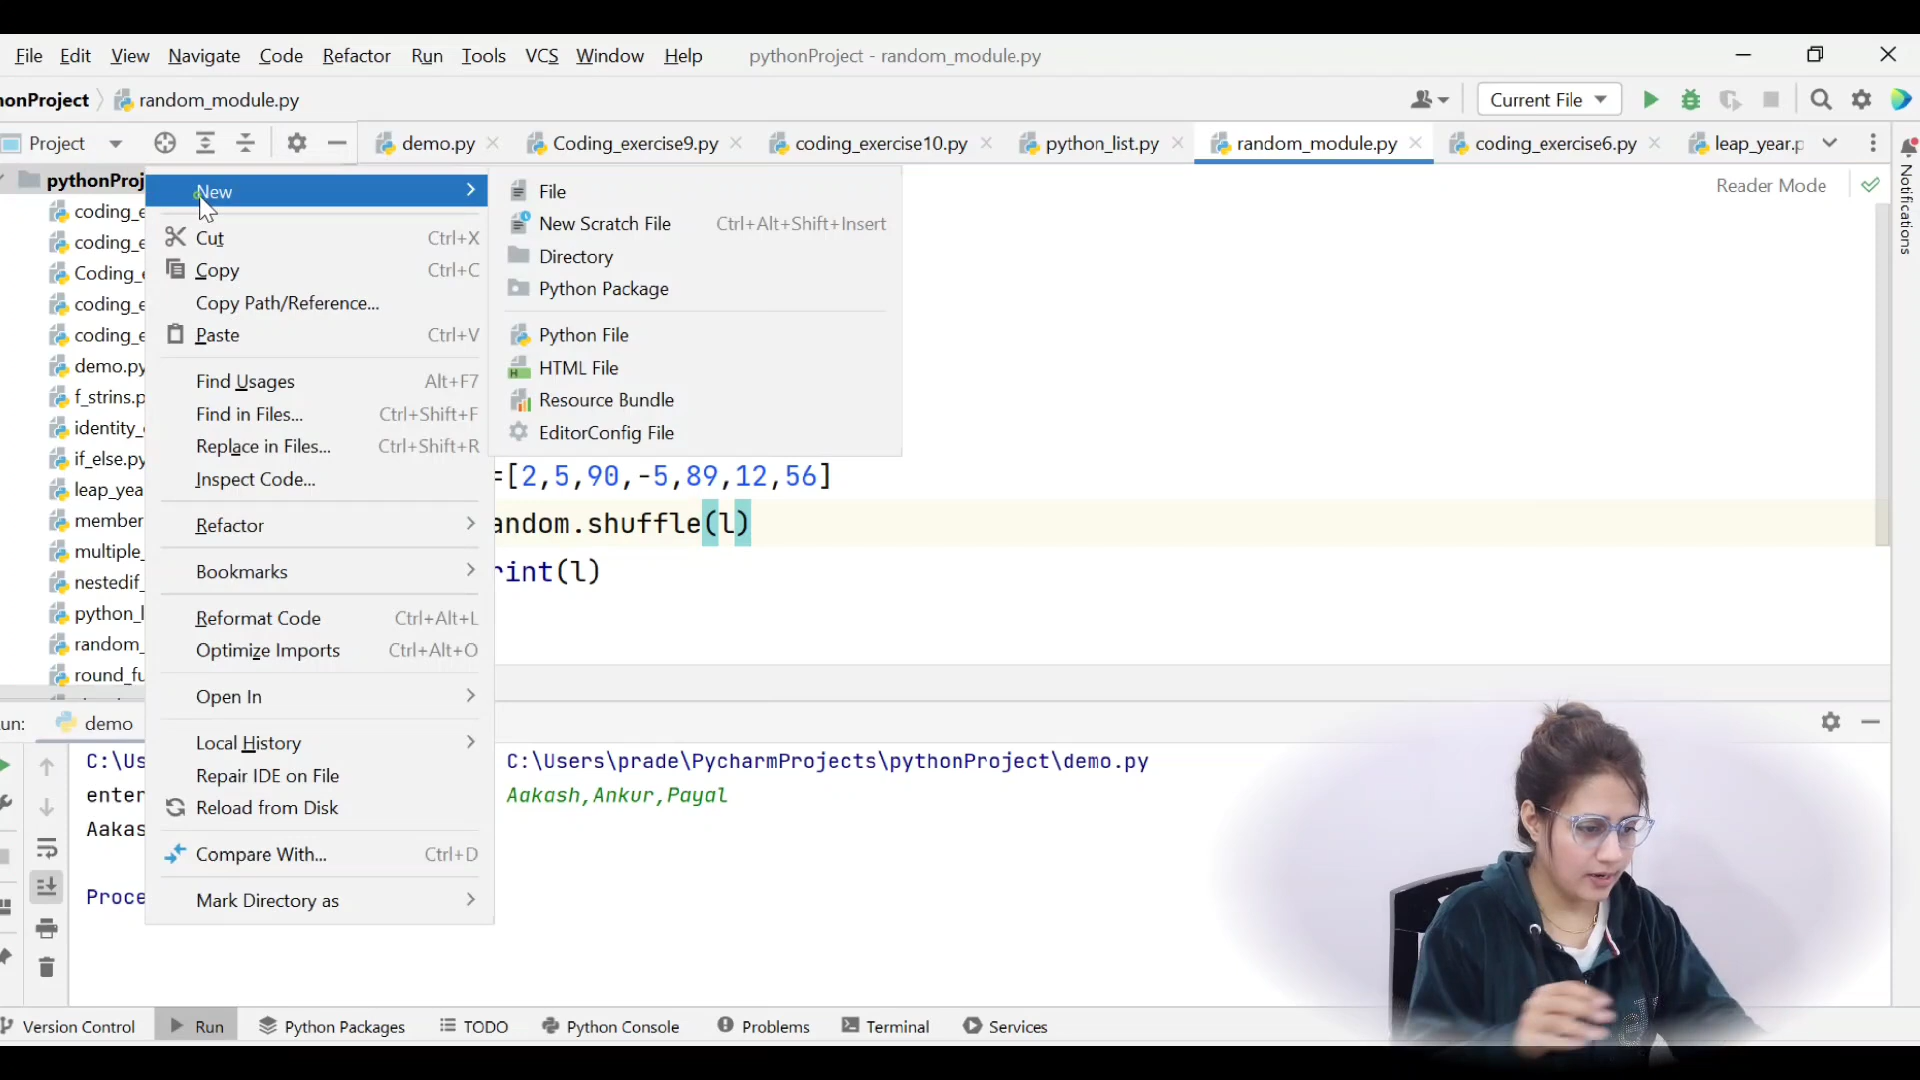 File Edit View Navigate Code Refactor Run Tools VCS Window Help pythonProject - random_module.py
onProject random_module.py Current File
Project demo.py Coding_exercise9.py coding_exercise10.py python_list.py random_module.py coding_exercise6.py leap_year.p
pythonProj
Reader Mode
Notifications
coding_e
coding_e
Coding_e
coding_e
coding_e
demo.py
f_strins.p
identity_
if_else.py
leap_yea
member
multiple_
nestedif_
python_l
random_
round_fu
New
Cut Ctrl+X
Copy Ctrl+C
Copy Path/Reference...
Paste Ctrl+V
Find Usages Alt+F7
Find in Files... Ctrl+Shift+F
Replace in Files... Ctrl+Shift+R
Inspect Code...
Refactor
Bookmarks
Reformat Code Ctrl+Alt+L
Optimize Imports Ctrl+Alt+O
Open In
Local History
Repair IDE on File
Reload from Disk
Compare With... Ctrl+D
Mark Directory as
File
New Scratch File Ctrl+Alt+Shift+Insert
Directory
Python Package
Python File
HTML File
Resource Bundle
EditorConfig File
=[2,5,90,-5,89,12,56]
andom.shuffle(l)
rint(l)
un: demo
C:\Us C:\Users\prade\PycharmProjects\pythonProject\demo.py
enter Aakash,Ankur,Payal
Aakas
Proce
Version Control Run Python Packages TODO Python Console Problems Terminal Services